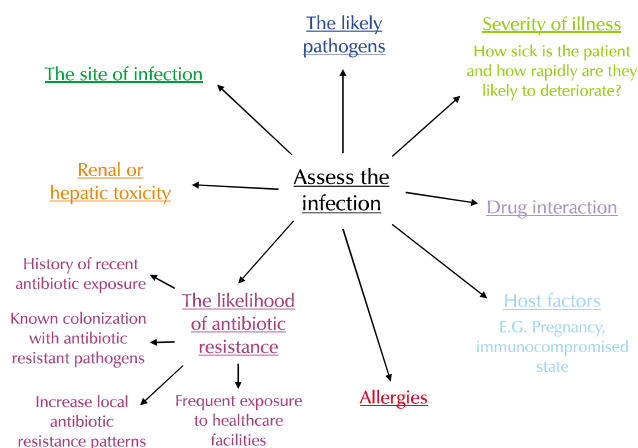 The likely
pathogens
Severity of illness
How sick is the patient
and how rapidly are they
likely to deteriorate?
The site of infection
Renal or
hepatic toxicity
Assess the
infection
Drug interaction
History of recent
antibiotic exposure
Known colonization
with antibiotic
resistant pathogens
The likelihood
of antibiotic
resistance
Host factors
E.G. Pregnancy,
immunocompromised
state
Increase local
antibiotic
resistance patterns
Frequent exposure
to healthcare
facilities
Allergies